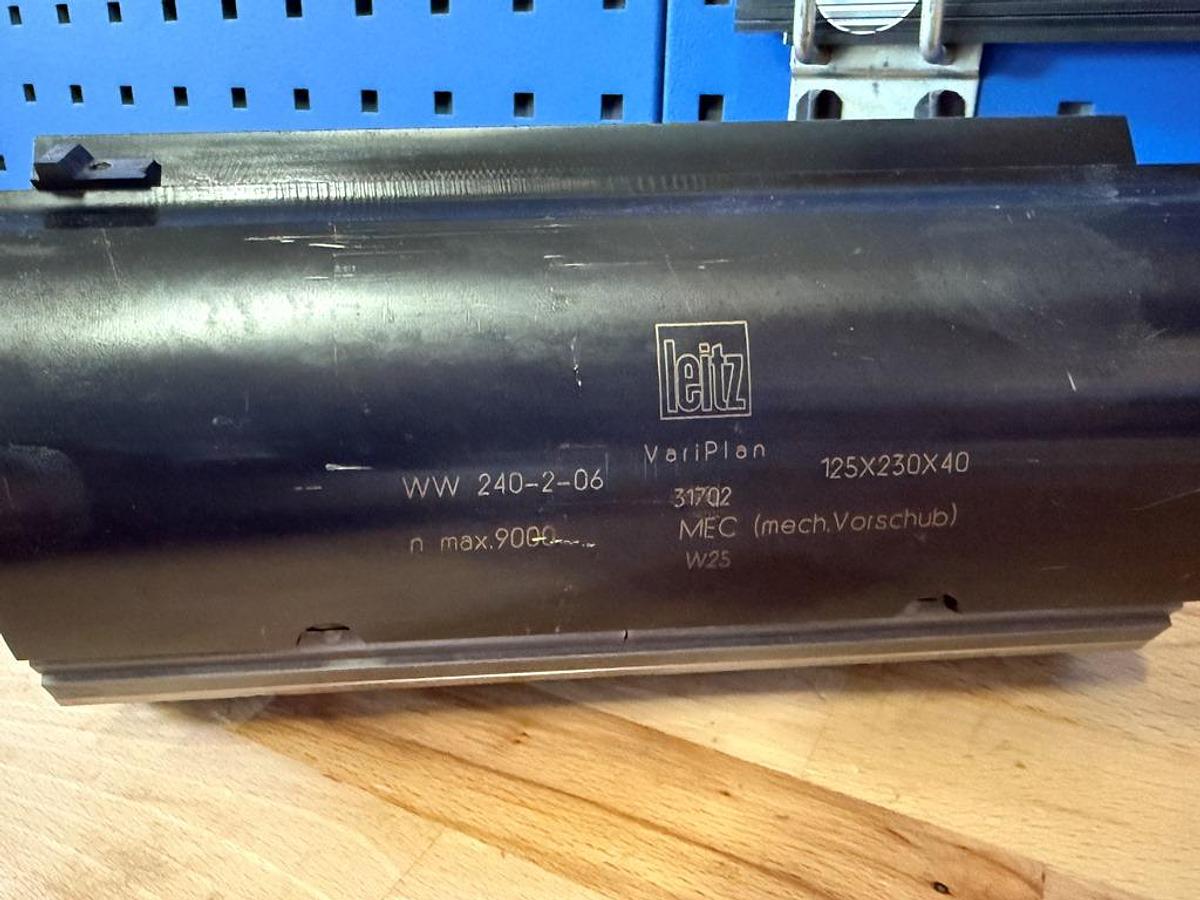 leitz
VariPlan
WW 240-2-06
125X230X40
31702
n max.9000
MEC (mech.Vorschub)
W25